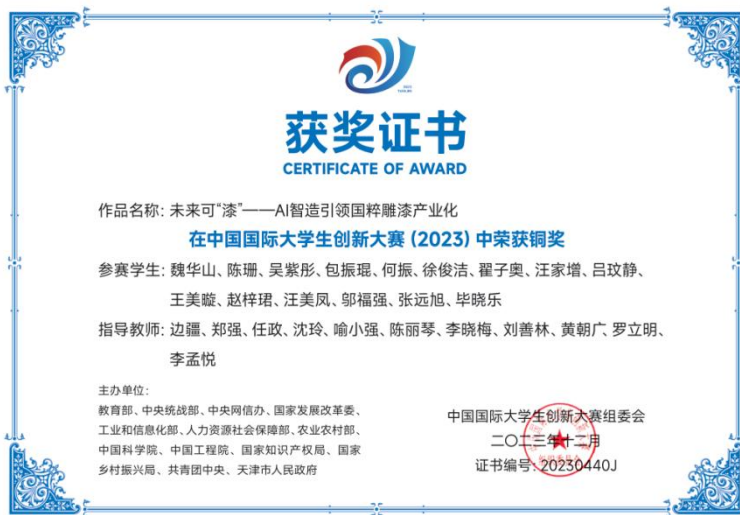 获奖证书
CERTIFICATE OF AWARD
作品名称: 未来可“漆”——AI智造引领国粹雕漆产业化
在中国国际大学生创新大赛 (2023) 中荣获铜奖
参赛学生: 魏华山、陈珊、吴紫彤、包振琨、何振、徐俊洁、翟子奥、汪家增、吕玟静、
王美暶、赵梓珺、汪美凤、邬福强、张远旭、毕晓乐
指导教师: 边疆、郑强、任政、沈玲、喻小强、陈丽琴、李晓梅、刘善林、黄朝广、罗立明、
李孟悦
主办单位:
教育部、中央统战部、中央网信办、国家发展改革委、
工业和信息化部、人力资源社会保障部、农业农村部、
中国科学院、中国工程院、国家知识产权局、国家
乡村振兴局、共青团中央、天津市人民政府
中国国际大学生创新大赛组委会
二〇二三年十二月
证书编号: 20230440J